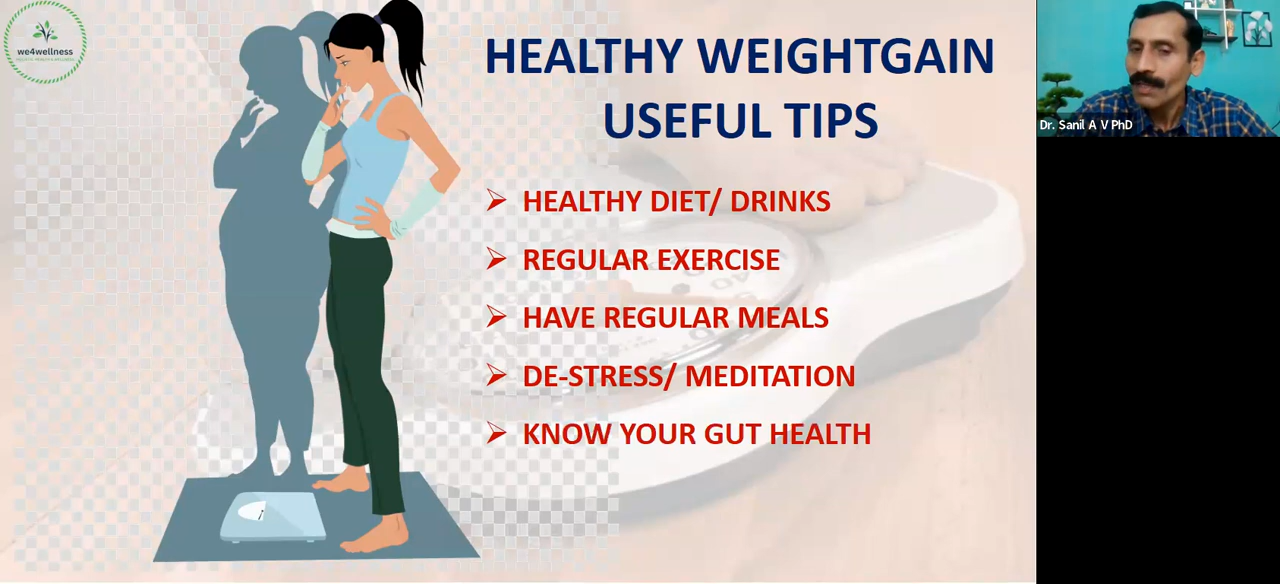 we4wellness
HEALTHY WEIGHTGAIN
USEFUL TIPS
HEALTHY DIET/ DRINKS
REGULAR EXERCISE
HAVE REGULAR MEALS
DE-STRESS/ MEDITATION
KNOW YOUR GUT HEALTH
Dr. Sanil A V PhD